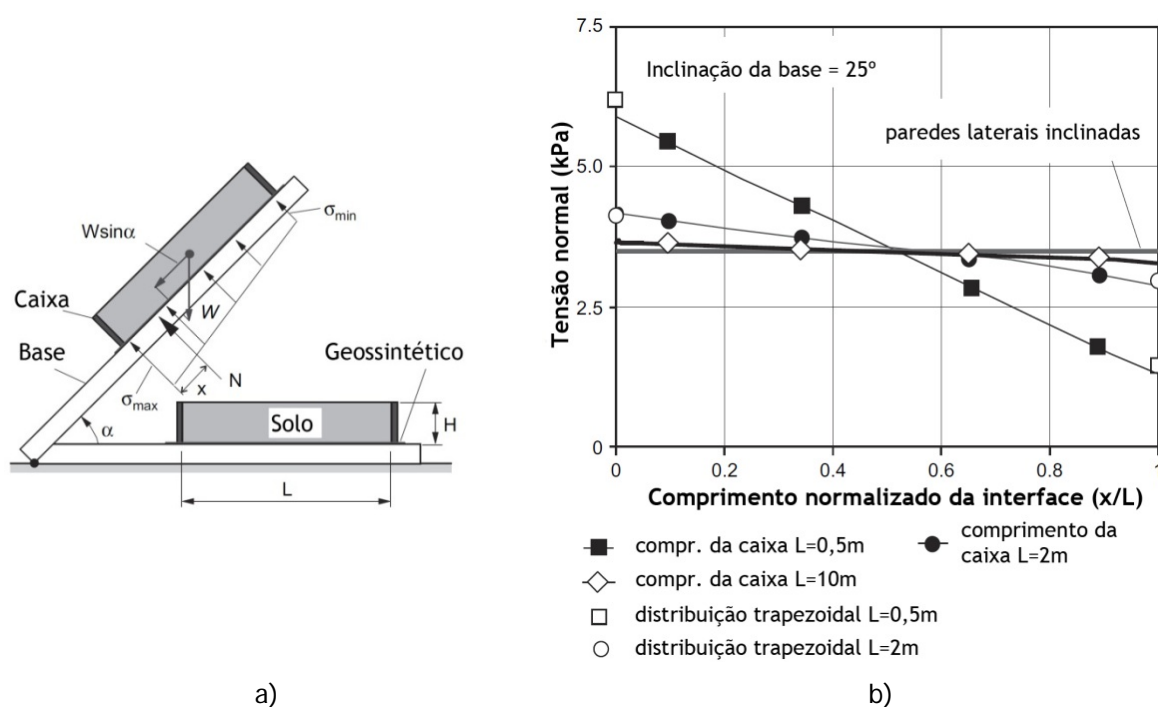 Wsinα
σmin
W
Caixa
Base
Geossintético
N
x
σmax
α
Solo
H
L
a)
7.5
5.0
2.5
0
Tensão normal (kPa)
Inclinação da base = 25º
paredes laterais inclinadas
0 0.2 0.4 0.6 0.8 1
Comprimento normalizado da interface (x/L)
compr. da caixa L=0,5m
comprimento da
caixa L=2m
compr. da caixa L=10m
distribuição trapezoidal L=0,5m
distribuição trapezoidal L=2m
b)